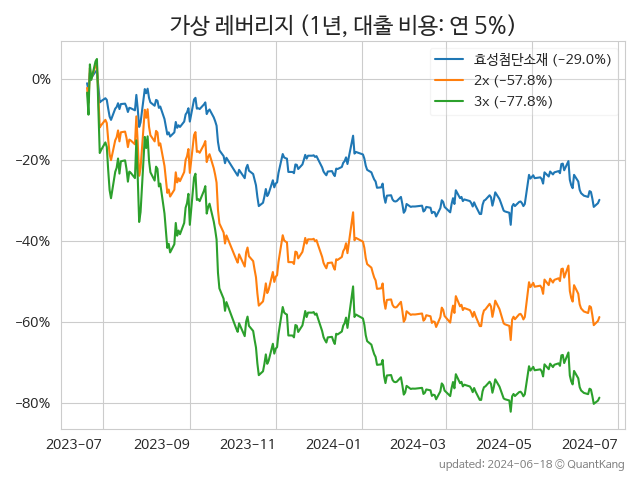 가상 레버리지 (1년, 대출 비용: 연 5%)
효성첨단소재 (−29.0%)
2x (−57.8%)
3x (−77.8%)
0%
−20%
−40%
−60%
−80%
2023-07 2023-09 2023-11 2024-01 2024-03 2024-05 2024-07
updated: 2024-06-18 © QuantKang